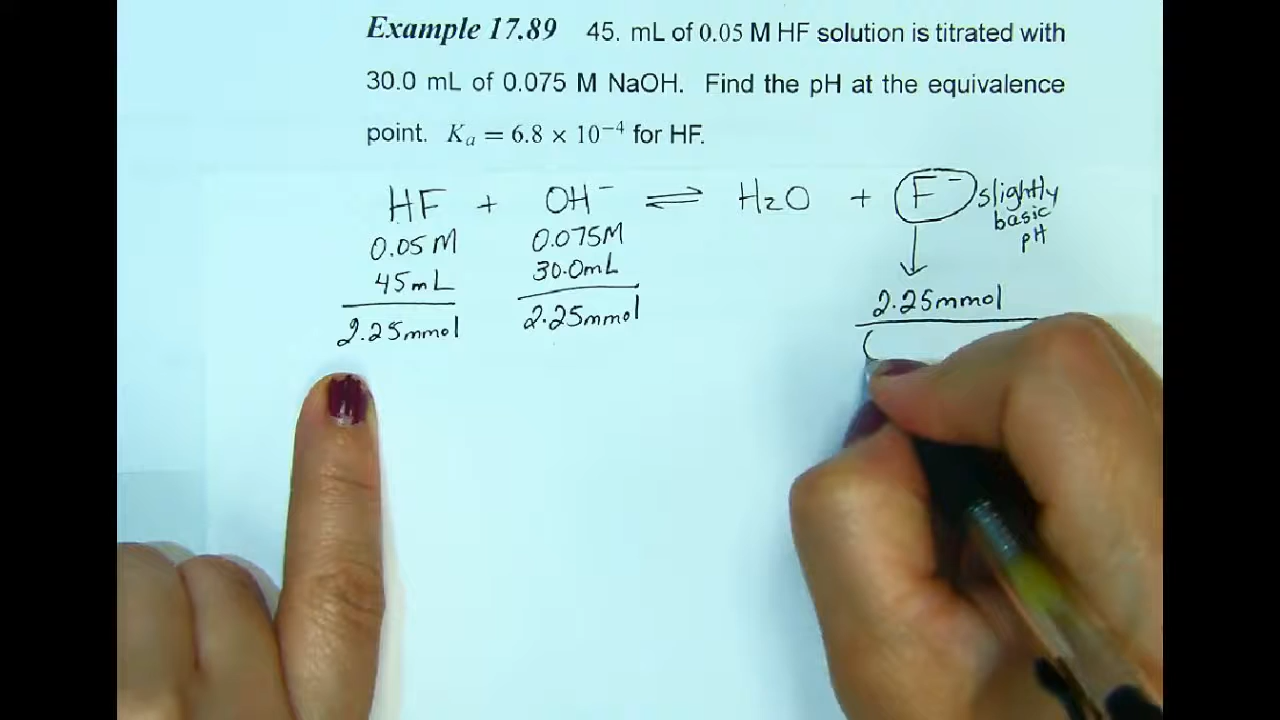 Example 17.89 45. mL of 0.05 M HF solution is titrated with
30.0 mL of 0.075 M NaOH. Find the pH at the equivalence
point. Kₐ = 6.8 × 10⁻⁴ for HF.
HF + OH⁻ ⇌ H₂O + F⁻ slightly
basic
pH
0.05 M 0.075M
45 mL 30.0mL
2.25mmol 2.25mmol
2.25mmol
(